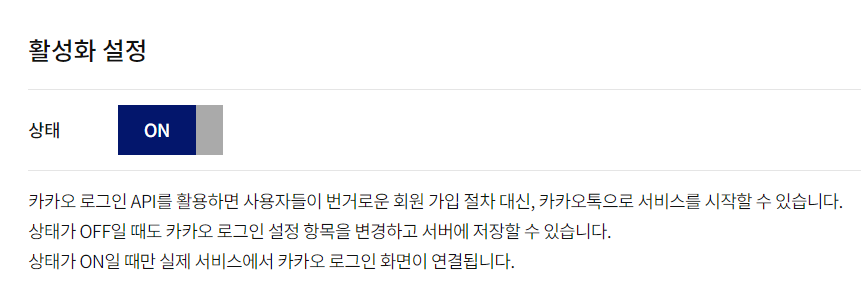 활성화 설정
상태 ON
카카오 로그인 API를 활용하면 사용자들이 번거로운 회원 가입 절차 대신, 카카오톡으로 서비스를 시작할 수 있습니다.
상태가 OFF일 때도 카카오 로그인 설정 항목을 변경하고 서버에 저장할 수 있습니다.
상태가 ON일 때만 실제 서비스에서 카카오 로그인 화면이 연결됩니다.